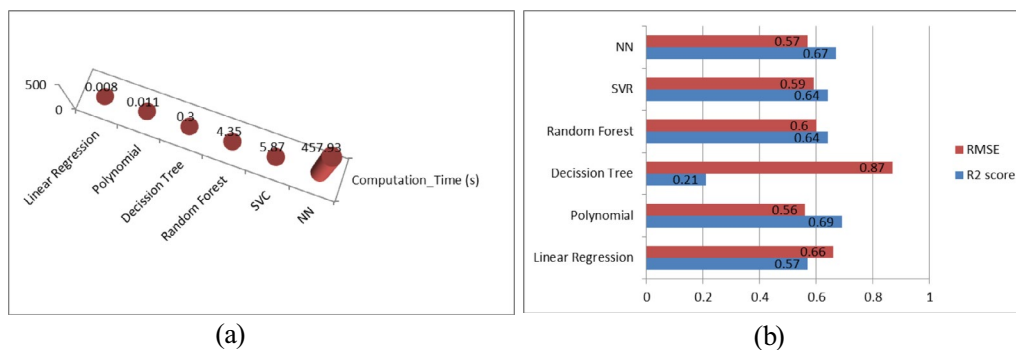 500
0
0.008
0.011
0.3
4.35
5.87
457.93
Linear Regression
Polynomial
Decission Tree
Random Forest
SVC
NN
Computation_Time (s)
(a)
NN
0.57
0.67
SVR
0.59
0.64
Random Forest
0.6
0.64
Decission Tree
0.87
0.21
Polynomial
0.56
0.69
Linear Regression
0.66
0.57
0 0.2 0.4 0.6 0.8 1
RMSE
R2 score
(b)